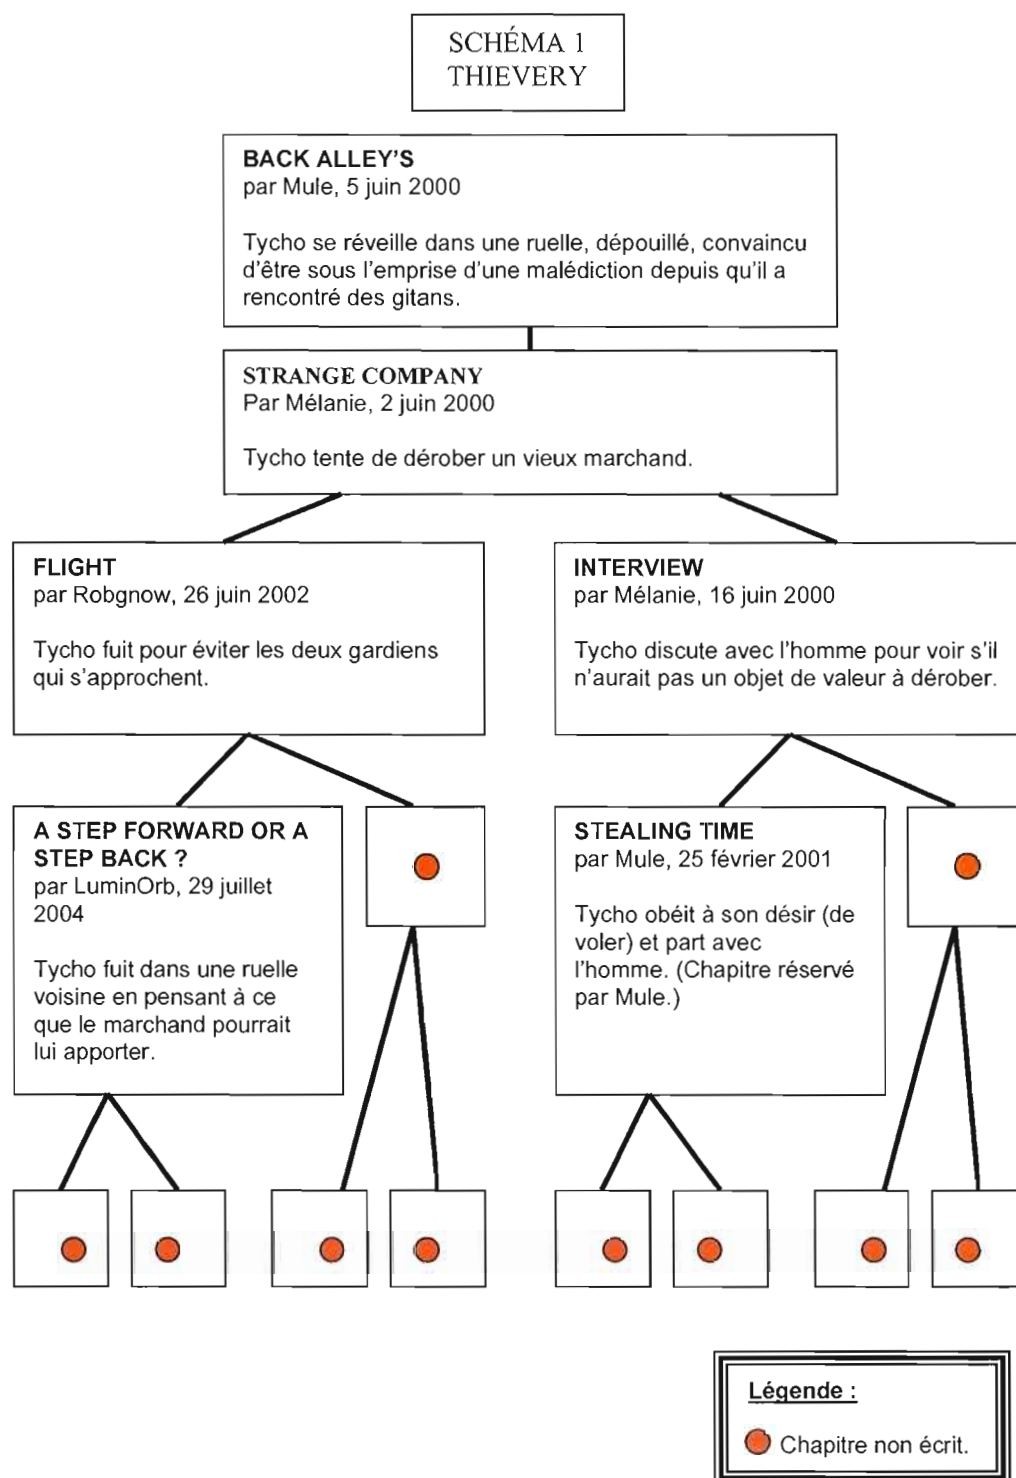 SCHÉMA 1
THIEVERY
BACK ALLEY'S
par Mule, 5 juin 2000
Tycho se réveille dans une ruelle, dépouillé, convaincu
d'être sous l'emprise d'une malédiction depuis qu'il a
rencontré des gitans.
STRANGE COMPANY
Par Mélanie, 2 juin 2000
Tycho tente de dérober un vieux marchand.
FLIGHT
par Robgnow, 26 juin 2002
Tycho fuit pour éviter les deux gardiens
qui s'approchent.
INTERVIEW
par Mélanie, 16 juin 2000
Tycho discute avec l'homme pour voir s'il
n'aurait pas un objet de valeur à dérober.
A STEP FORWARD OR A
STEP BACK ?
par LuminOrb, 29 juillet
2004
Tycho fuit dans une ruelle
voisine en pensant à ce
que le marchand pourrait
lui apporter.
STEALING TIME
par Mule, 25 février 2001
Tycho obéit à son désir (de
voler) et part avec
l'homme. (Chapitre réservé
par Mule.)
Légende :
Chapitre non écrit.